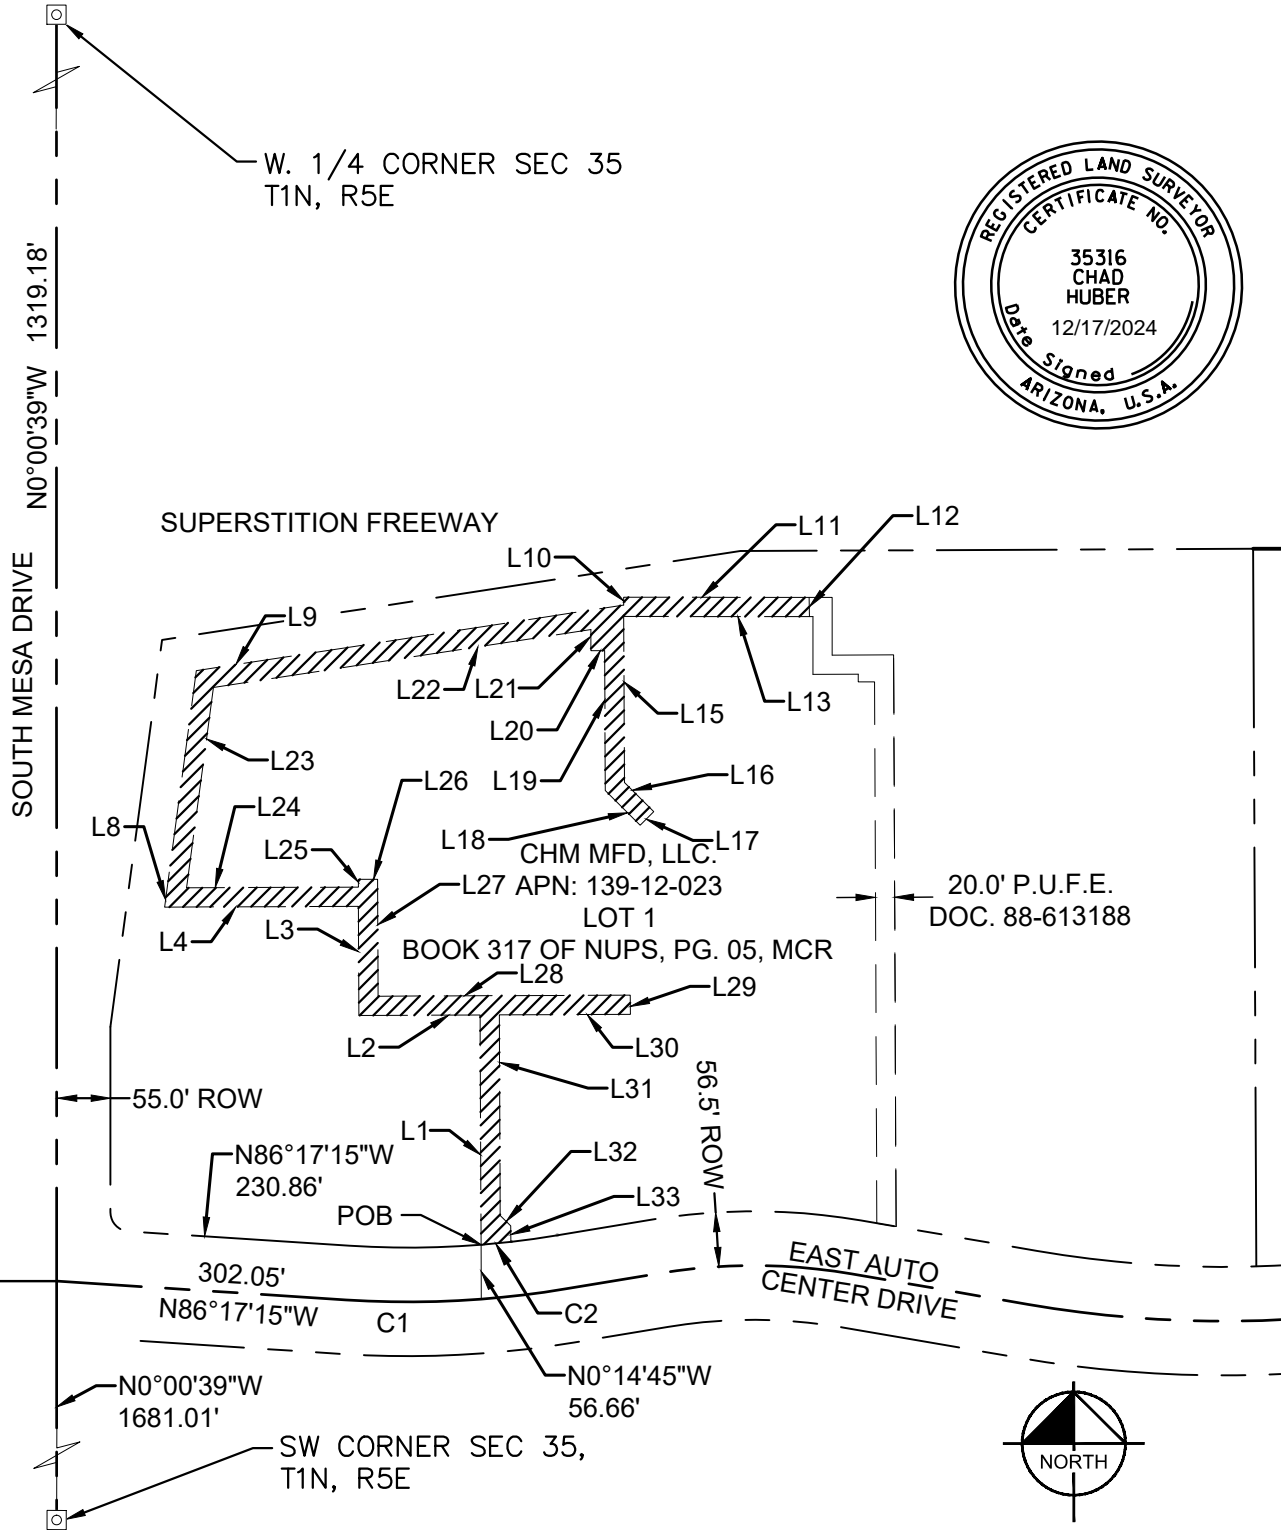 W. 1/4 CORNER SEC 35
T1N, R5E
REGISTERED LAND SURVEYOR
CERTIFICATE NO.
35316
CHAD
HUBER
12/17/2024
Date Signed
ARIZONA, U.S.A.
SOUTH MESA DRIVE N0°00'39"W 1319.18'
SUPERSTITION FREEWAY
L10
L11
L12
L9
L22
L21
L20
L15
L13
L23
L19
L16
L26
L24
L8
L25
L18
L17
CHM MFD, LLC.
L27
APN: 139-12-023
LOT 1
BOOK 317 OF NUPS, PG. 05, MCR
20.0' P.U.F.E.
DOC. 88-613188
L4
L3
L28
L29
L2
L30
L31
55.0' ROW
56.5' ROW
L1
L32
N86°17'15"W
230.86'
L33
POB
EAST AUTO
CENTER DRIVE
302.05'
N86°17'15"W
C1
C2
N0°14'45"W
56.66'
N0°00'39"W
1681.01'
SW CORNER SEC 35,
T1N, R5E
NORTH